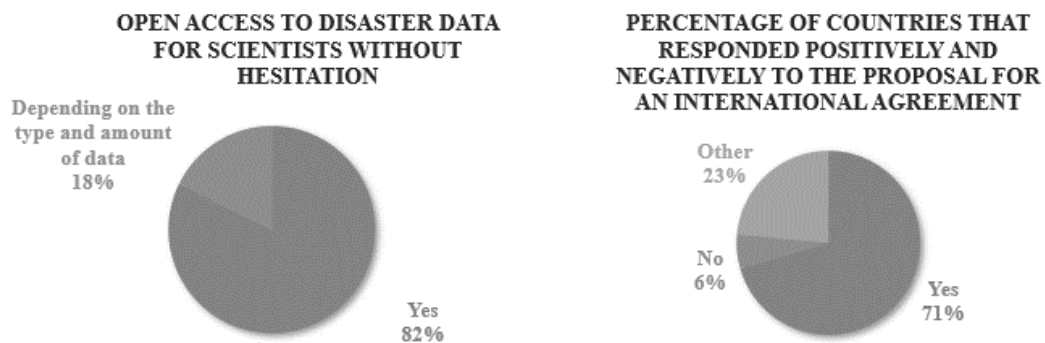 OPEN ACCESS TO DISASTER DATA
FOR SCIENTISTS WITHOUT
HESITATION
Depending on the
type and amount
of data
18%
Yes
82%
PERCENTAGE OF COUNTRIES THAT
RESPONDED POSITIVELY AND
NEGATIVELY TO THE PROPOSAL FOR
AN INTERNATIONAL AGREEMENT
Other
23%
No
6%
Yes
71%